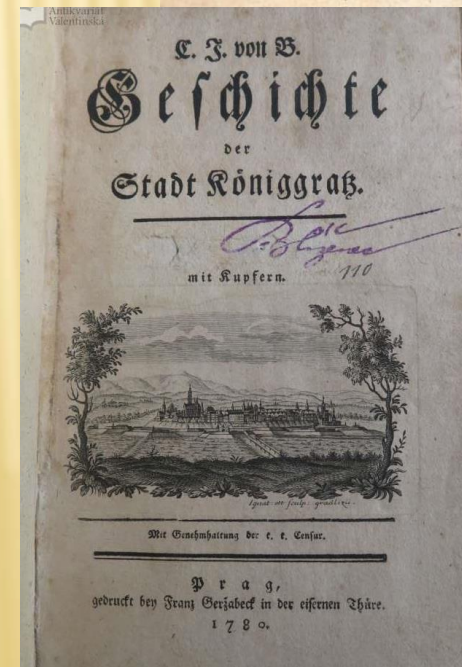 Antikvariat
Valentinska
C. J. von B.
Geschichte
der
Stadt Königgratz.
110
mit Kupfern.
Mit Genehmhaltung der k. k. Censur.
Prag,
gedruckt bey Franz Geržabeck in der eisernen Thüre.
1780.